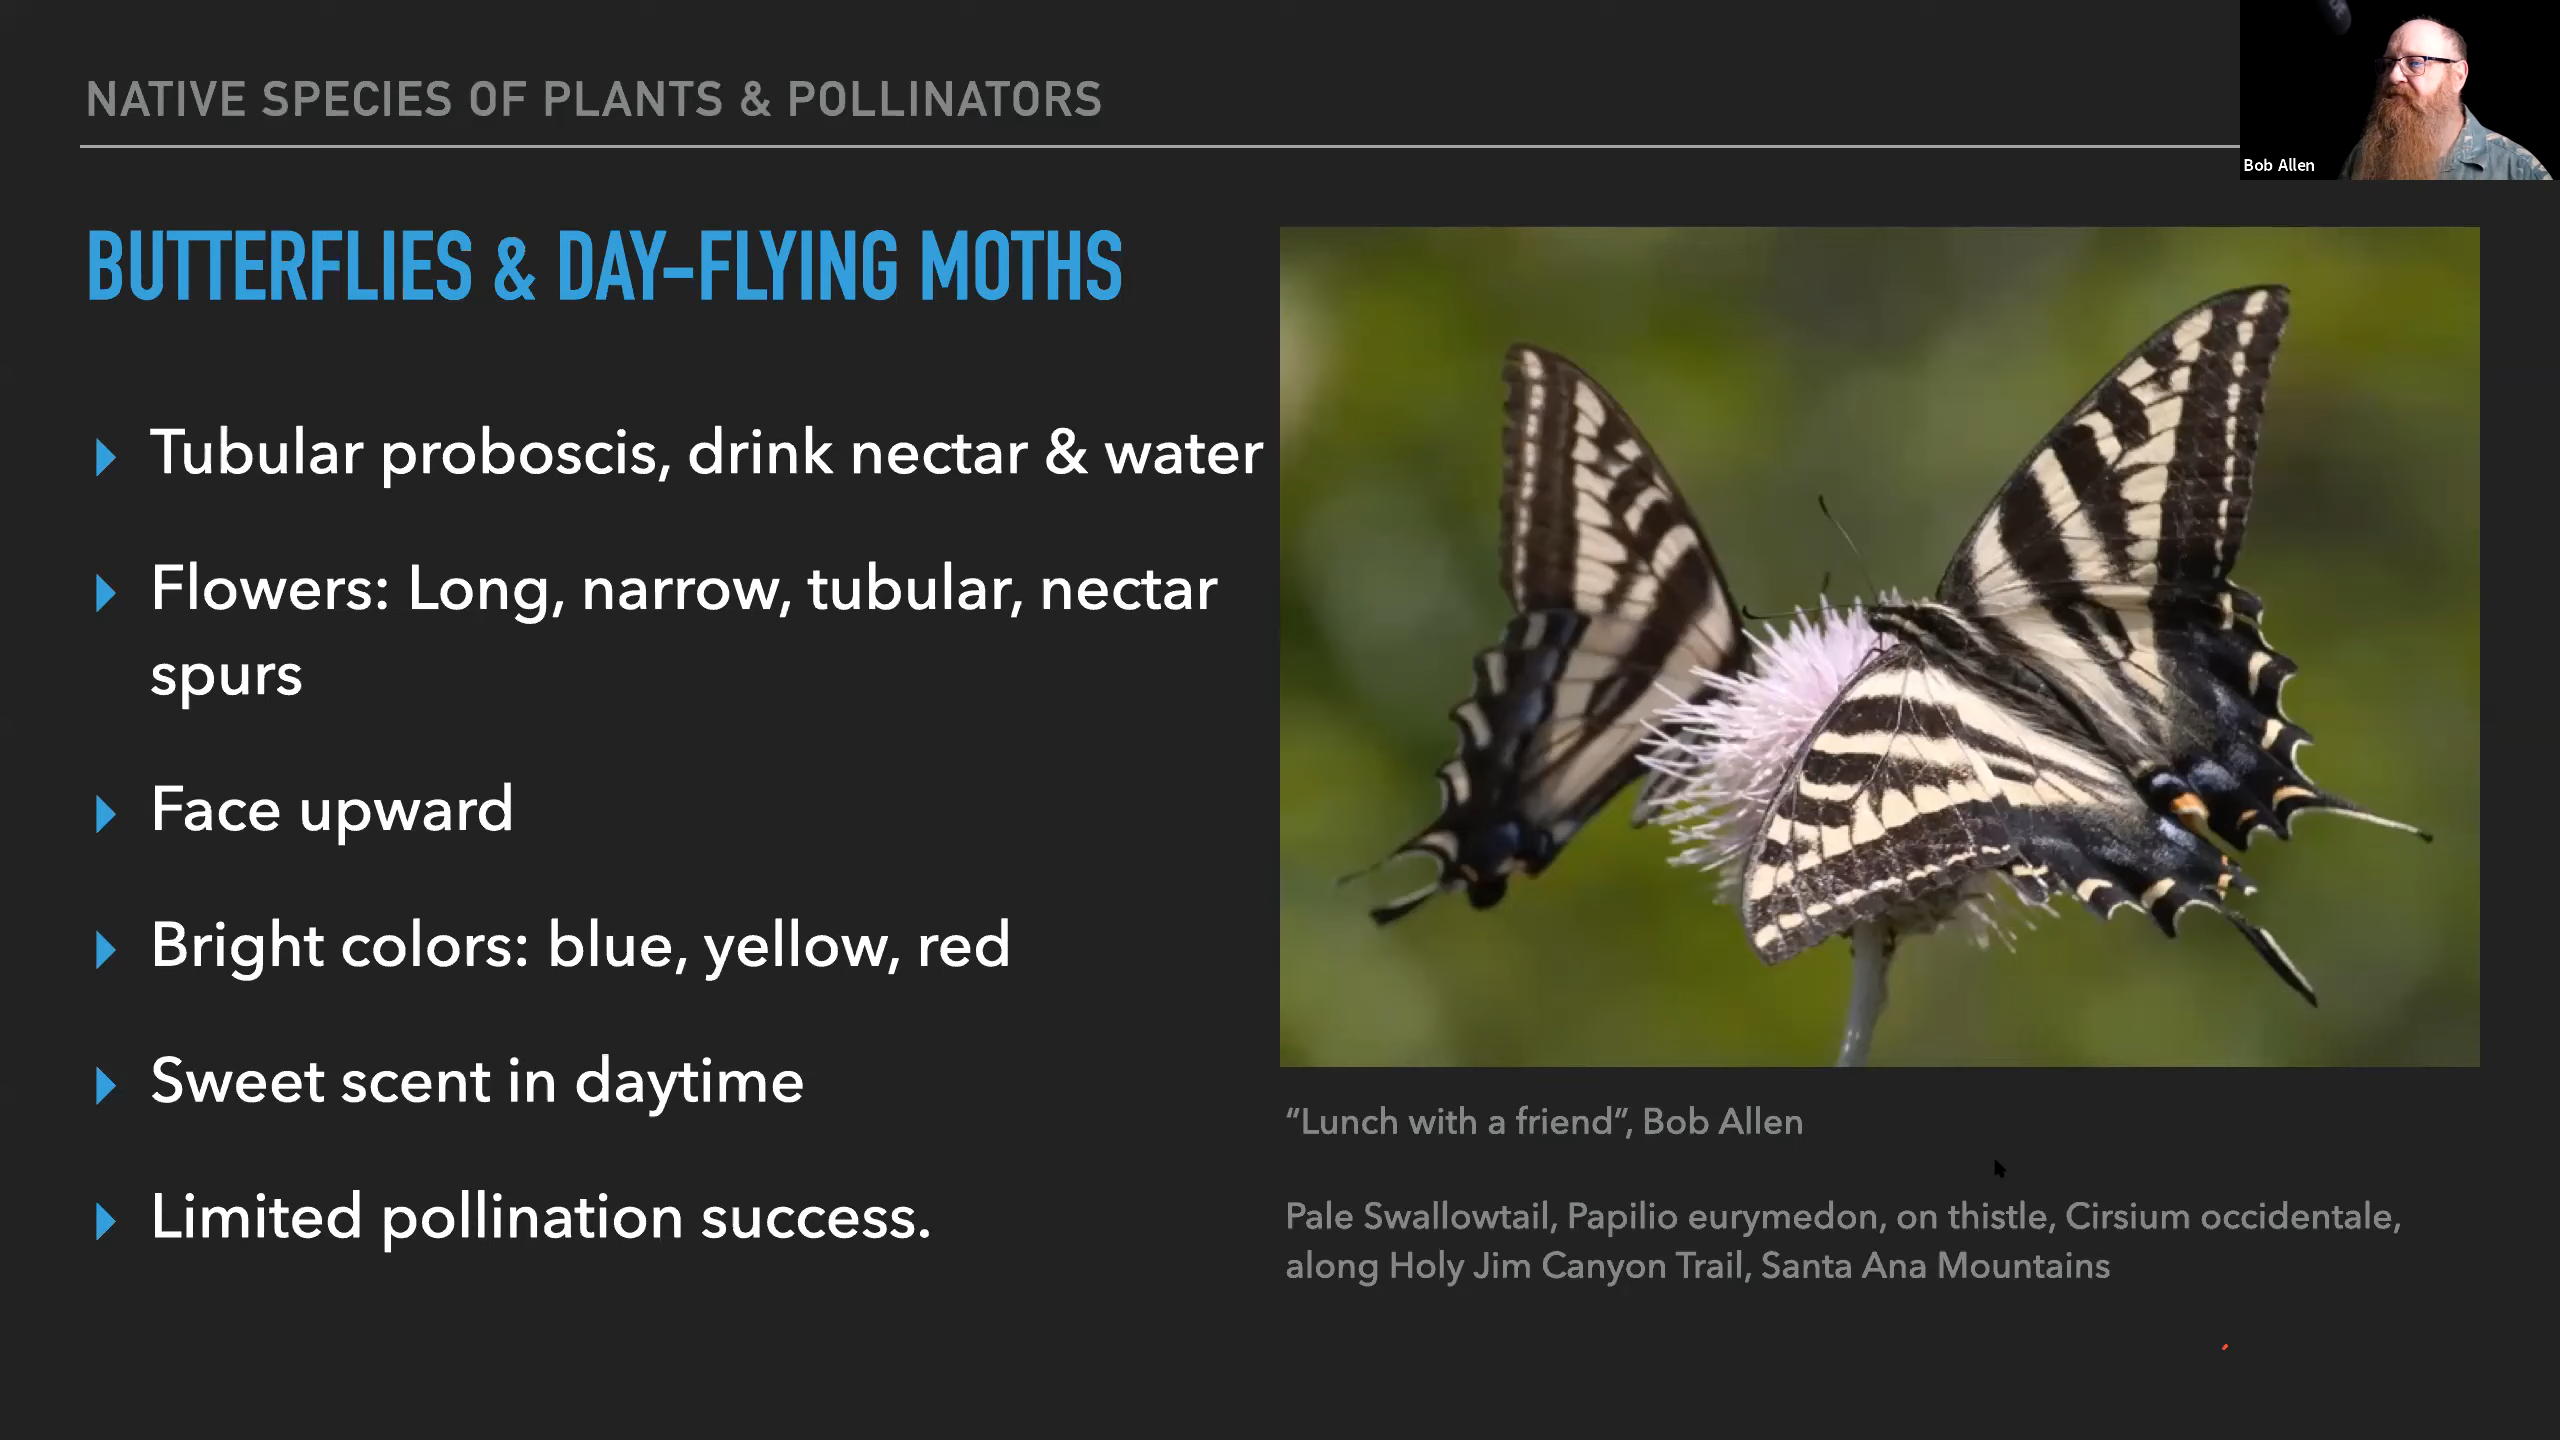 NATIVE SPECIES OF PLANTS & POLLINATORS
Bob Allen
BUTTERFLIES & DAY-FLYING MOTHS
Tubular proboscis, drink nectar & water
Flowers: Long, narrow, tubular, nectar
spurs
Face upward
Bright colors: blue, yellow, red
Sweet scent in daytime
Limited pollination success.
“Lunch with a friend”, Bob Allen
Pale Swallowtail, Papilio eurymedon, on thistle, Cirsium occidentale,
along Holy Jim Canyon Trail, Santa Ana Mountains